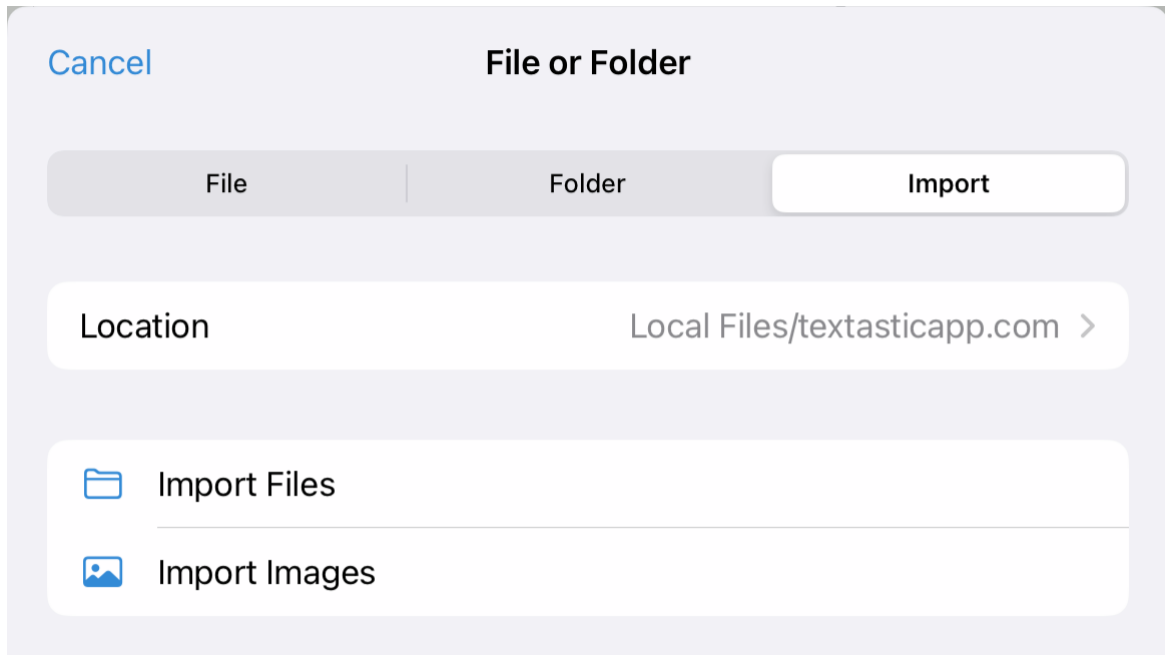 Cancel File or Folder
File Folder Import
Location Local Files/textasticapp.com
Import Files
Import Images